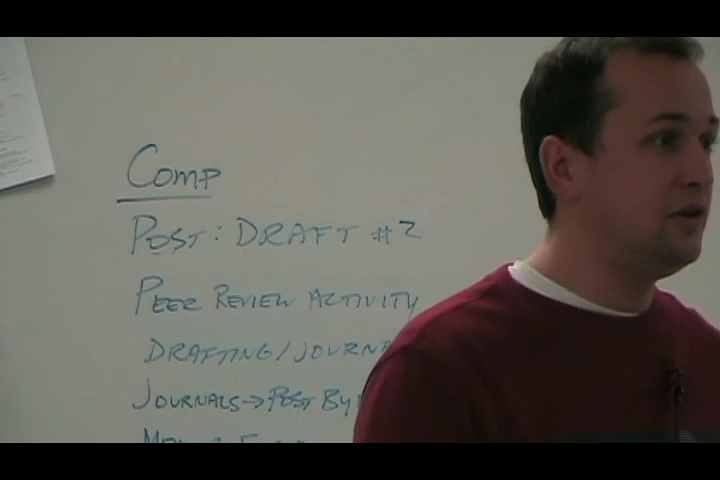 Comp
POST: DRAFT #2
PEER REVIEW ACTIVITY
DRAFTING/JOURNA
JOURNALS→POST BY